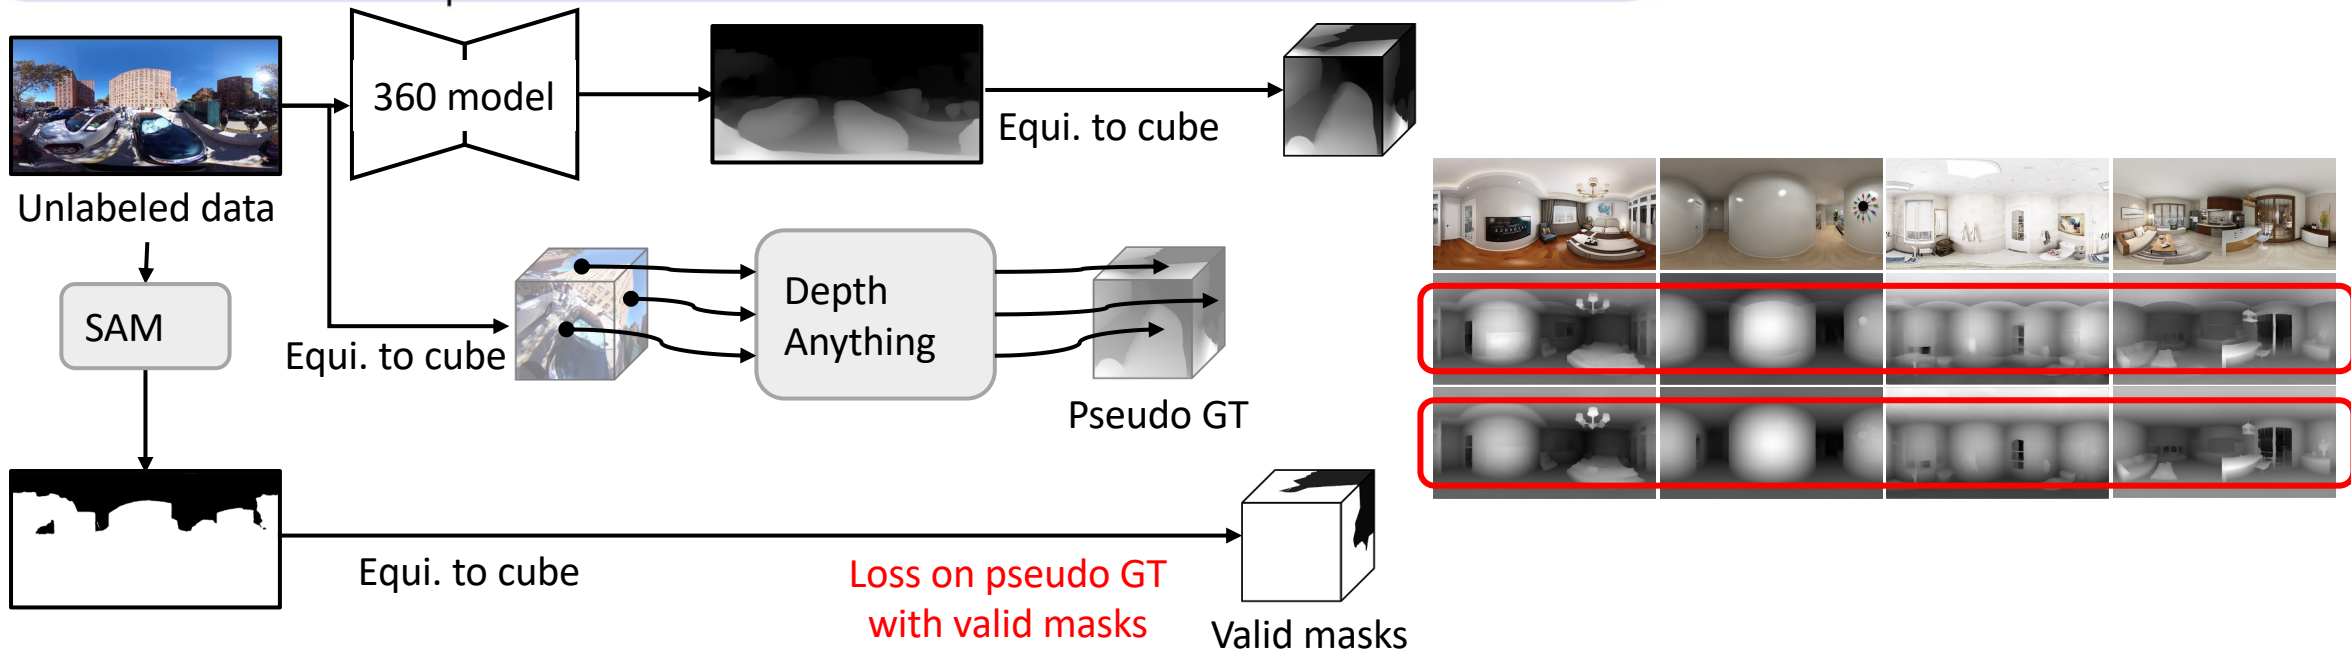 360 model
Equi. to cube
Unlabeled data
SAM
Equi. to cube
Depth
Anything
Pseudo GT
Equi. to cube
Loss on pseudo GT
with valid masks
Valid masks